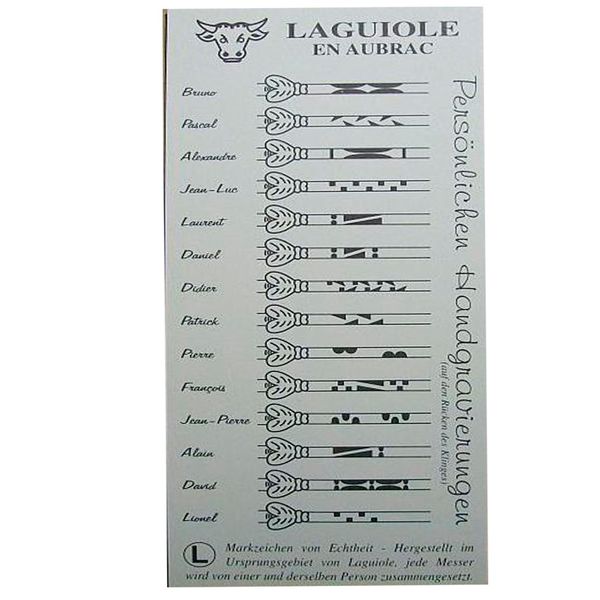 LAGUIOLE
EN AUBRAC
Bruno
Pascal
Alexandre
Jean-Luc
Laurent
Daniel
Didier
Patrick
Pierre
François
Jean-Pierre
Alain
David
Lionel
Persönlichen Handgravierungen
(auf den Rücken des Klinges)
L
Markzeichen von Echtheit - Hergestellt im
Ursprungsgebiet von Laguiole, jede Messer
wird von einer und derselben Person zusammengesetzt.